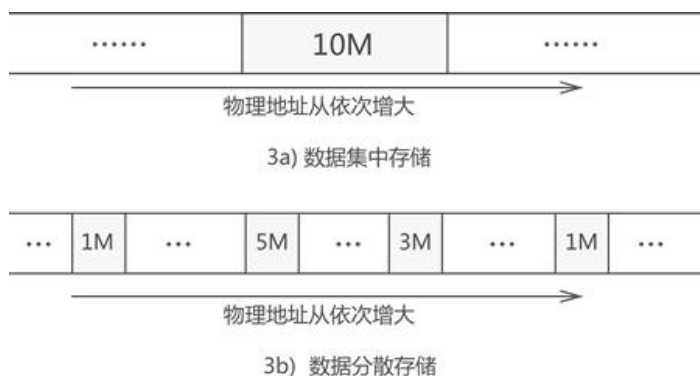 ...... 10M ......
物理地址从依次增大
3a) 数据集中存储
... 1M ... 5M ... 3M ... 1M ...
物理地址从依次增大
3b) 数据分散存储